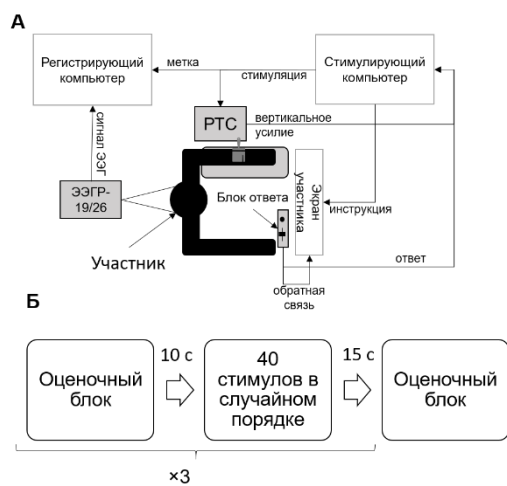 А
Регистрирующий
компьютер
метка
стимуляция
Стимулирующий
компьютер
сигнал ЭЭГ
РТС
вертикальное
усилие
ЭЭГР-
19/26
Блок ответа
Экран
участника
инструкция
Участник
ответ
обратная
связь
Б
Оценочный
блок
10 с
40
стимулов в
случайном
порядке
15 с
Оценочный
блок
×3